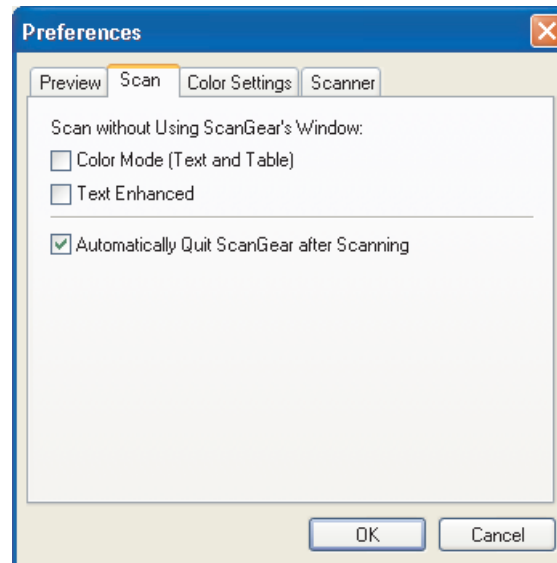 Preferences
Preview Scan Color Settings Scanner
Scan without Using ScanGear's Window:
Color Mode (Text and Table)
Text Enhanced
Automatically Quit ScanGear after Scanning
OK Cancel